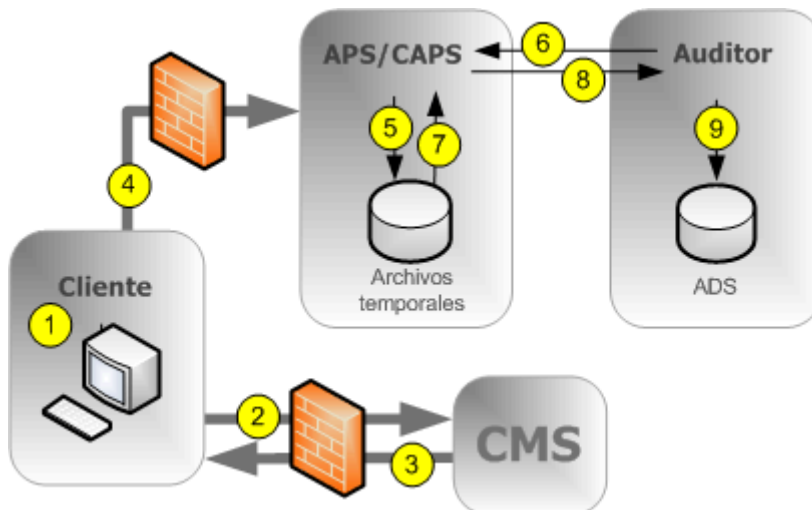 6
APS/CAPS
Auditor
8
5
7
9
4
Archivos
temporales
ADS
Cliente
1
2
3
CMS